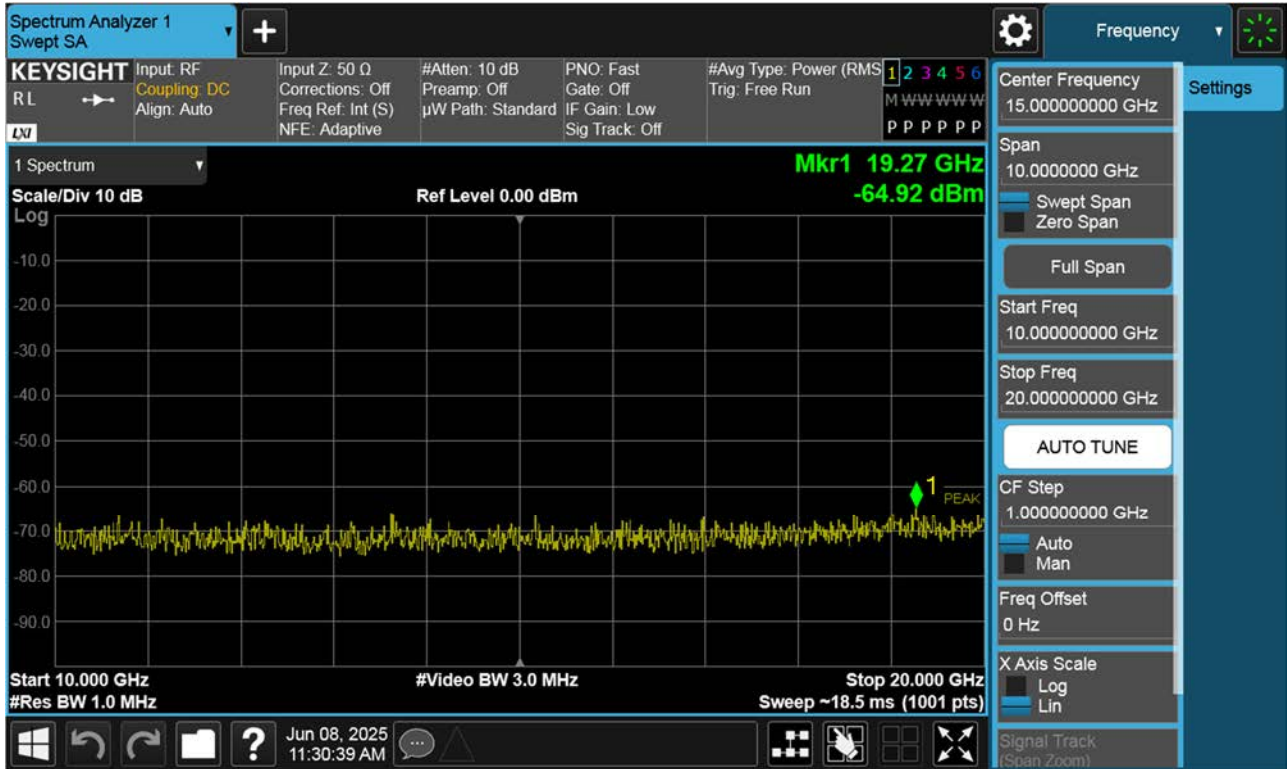 Spectrum Analyzer 1
Swept SA
Frequency
KEYSIGHT
RL
LXI
Input: RF
Coupling: DC
Align: Auto
Input Z: 50 Ω
Corrections: Off
Freq Ref: Int (S)
NFE: Adaptive
#Atten: 10 dB
Preamp: Off
µW Path: Standard
PNO: Fast
Gate: Off
IF Gain: Low
Sig Track: Off
#Avg Type: Power (RMS
Trig: Free Run
1 2 3 4 5 6
M W W W W W
P P P P P P
1 Spectrum
Scale/Div 10 dB
Ref Level 0.00 dBm
Mkr1 19.27 GHz
-64.92 dBm
Log
-10.0
-20.0
-30.0
-40.0
-50.0
-60.0
-70.0
-80.0
-90.0
1
PEAK
Start 10.000 GHz
#Video BW 3.0 MHz
Stop 20.000 GHz
#Res BW 1.0 MHz
Sweep ~18.5 ms (1001 pts)
Jun 08, 2025
11:30:39 AM
Center Frequency
15.000000000 GHz
Span
10.0000000 GHz
Swept Span
Zero Span
Full Span
Start Freq
10.000000000 GHz
Stop Freq
20.000000000 GHz
AUTO TUNE
CF Step
1.000000000 GHz
Auto
Man
Freq Offset
0 Hz
X Axis Scale
Log
Lin
Signal Track
(Span Zoom)
Settings